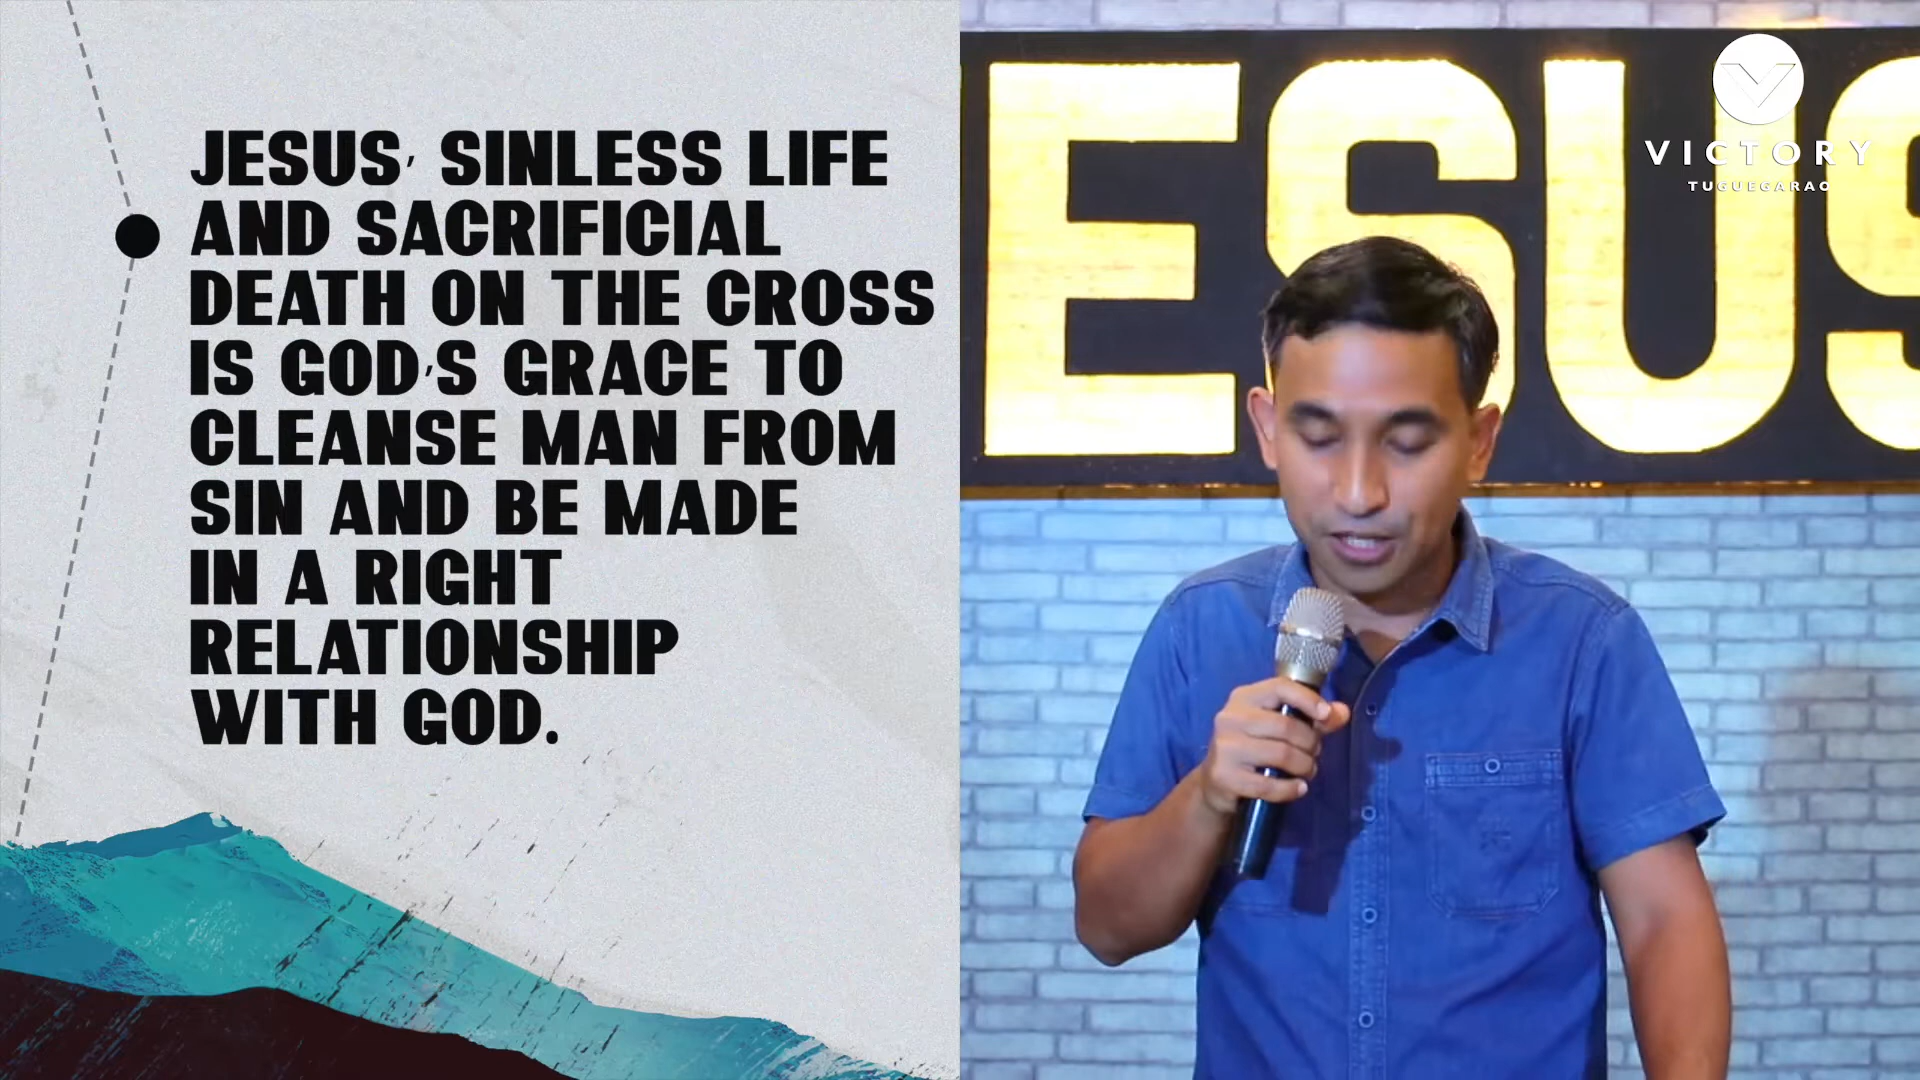 JESUS' SINLESS LIFE
AND SACRIFICIAL
DEATH ON THE CROSS
IS GOD'S GRACE TO
CLEANSE MAN FROM
SIN AND BE MADE
IN A RIGHT
RELATIONSHIP
WITH GOD.
ESUS
VICTORY
TUGUEGARAO